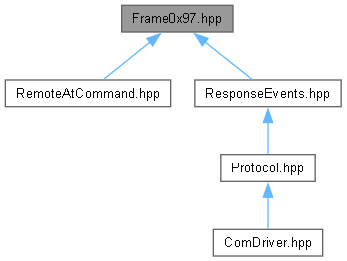 Frame0x97.hpp
RemoteAtCommand.hpp
ResponseEvents.hpp
Protocol.hpp
ComDriver.hpp